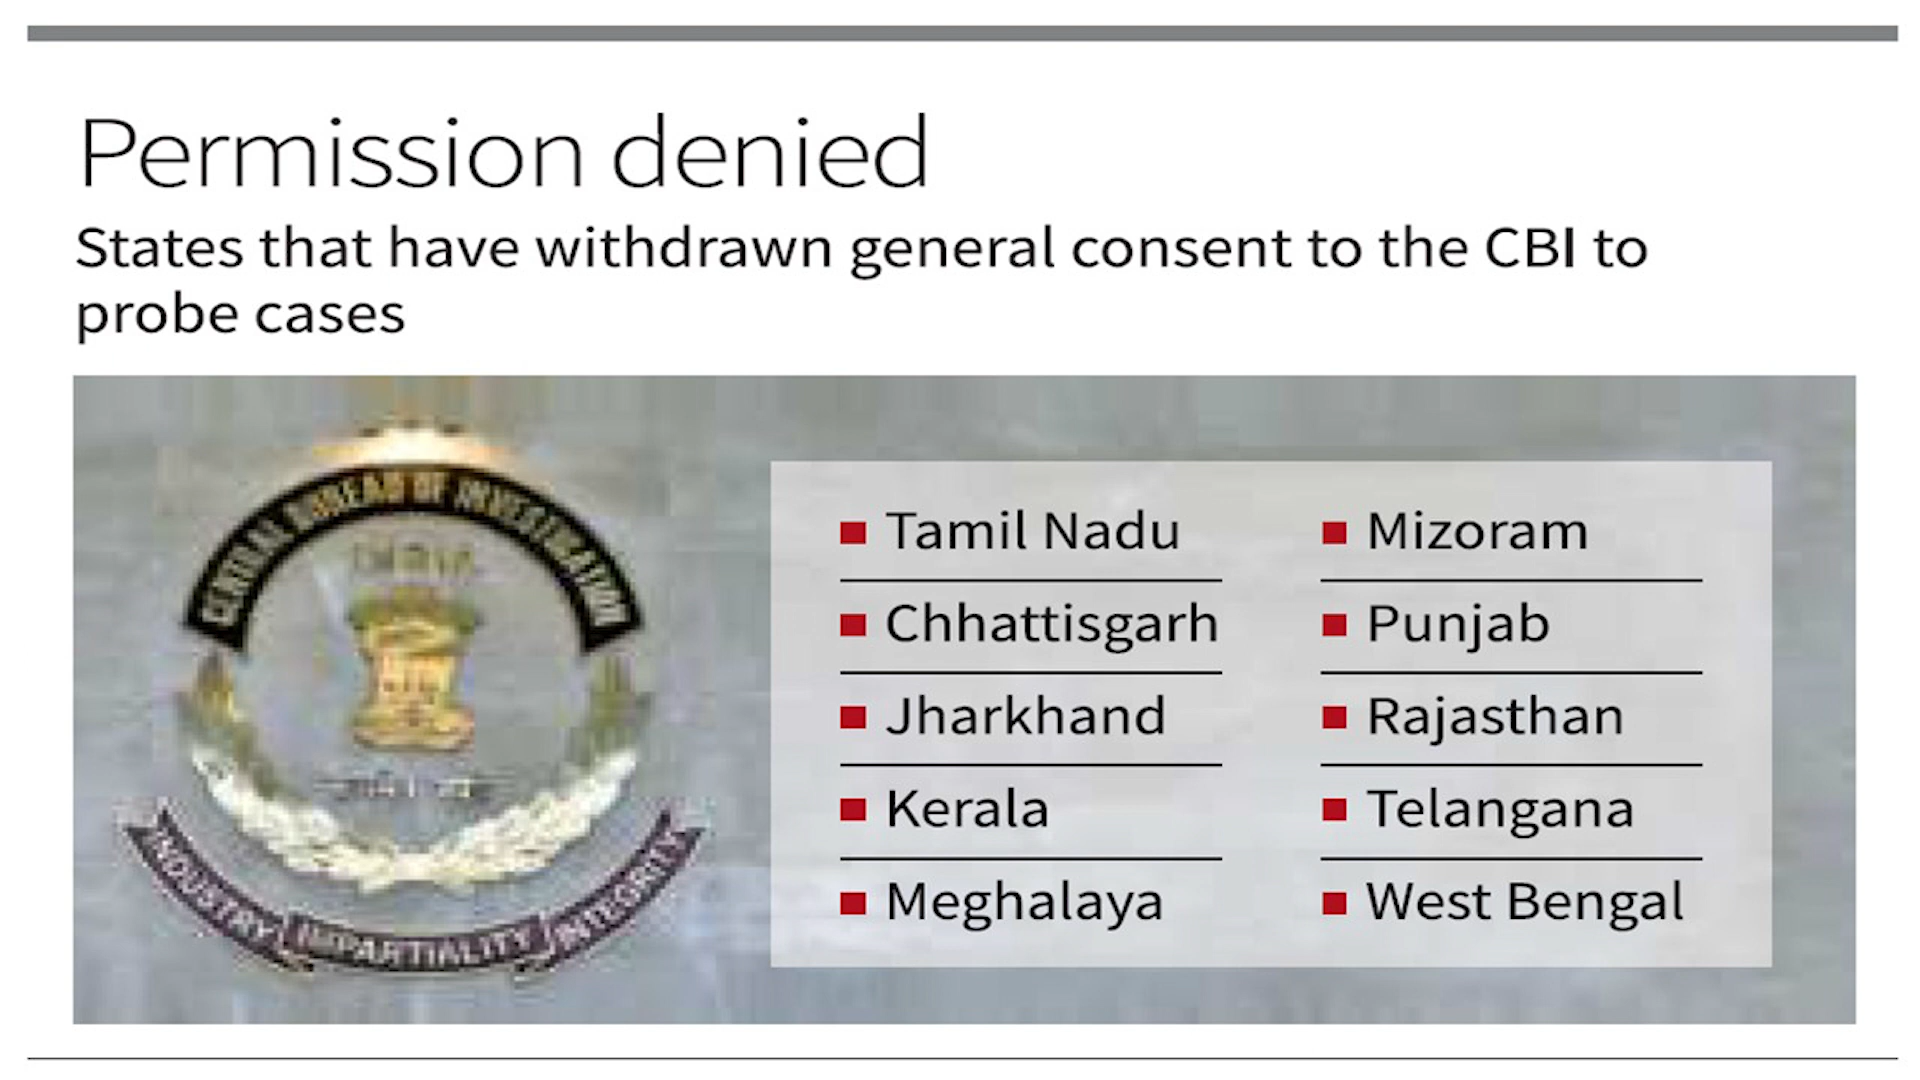 Permission denied
States that have withdrawn general consent to the CBI to
probe cases
CENTRAL BUREAU OF INVESTIGATION
INDUSTRY IMPARTIALITY INTEGRITY
Tamil Nadu
Chhattisgarh
Jharkhand
Kerala
Meghalaya
Mizoram
Punjab
Rajasthan
Telangana
West Bengal